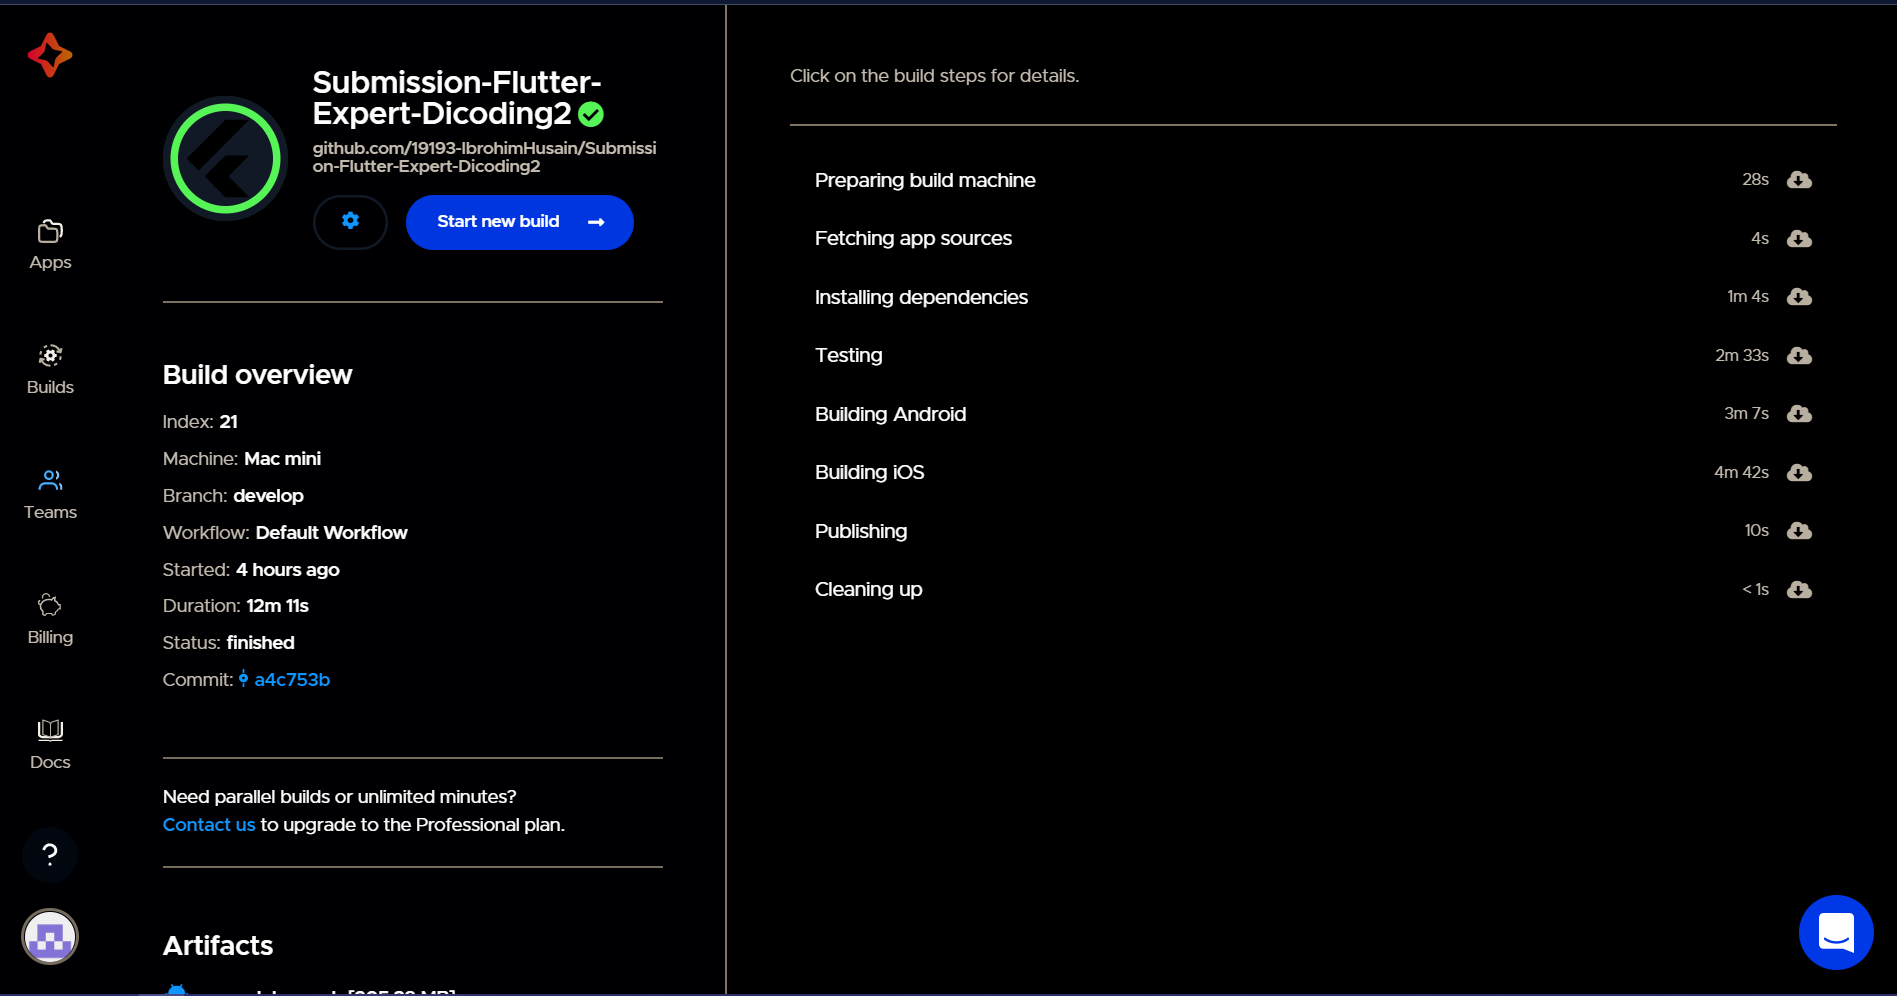 Apps
Builds
Teams
Billing
Docs
?
Submission-Flutter-
Expert-Dicoding2
github.com/19193-IbrohimHusain/Submissi
on-Flutter-Expert-Dicoding2
Start new build
Build overview
Index: 21
Machine: Mac mini
Branch: develop
Workflow: Default Workflow
Started: 4 hours ago
Duration: 12m 11s
Status: finished
Commit: a4c753b
Need parallel builds or unlimited minutes?
Contact us to upgrade to the Professional plan.
Artifacts
Click on the build steps for details.
Preparing build machine 28s
Fetching app sources 4s
Installing dependencies 1m 4s
Testing 2m 33s
Building Android 3m 7s
Building iOS 4m 42s
Publishing 10s
Cleaning up < 1s